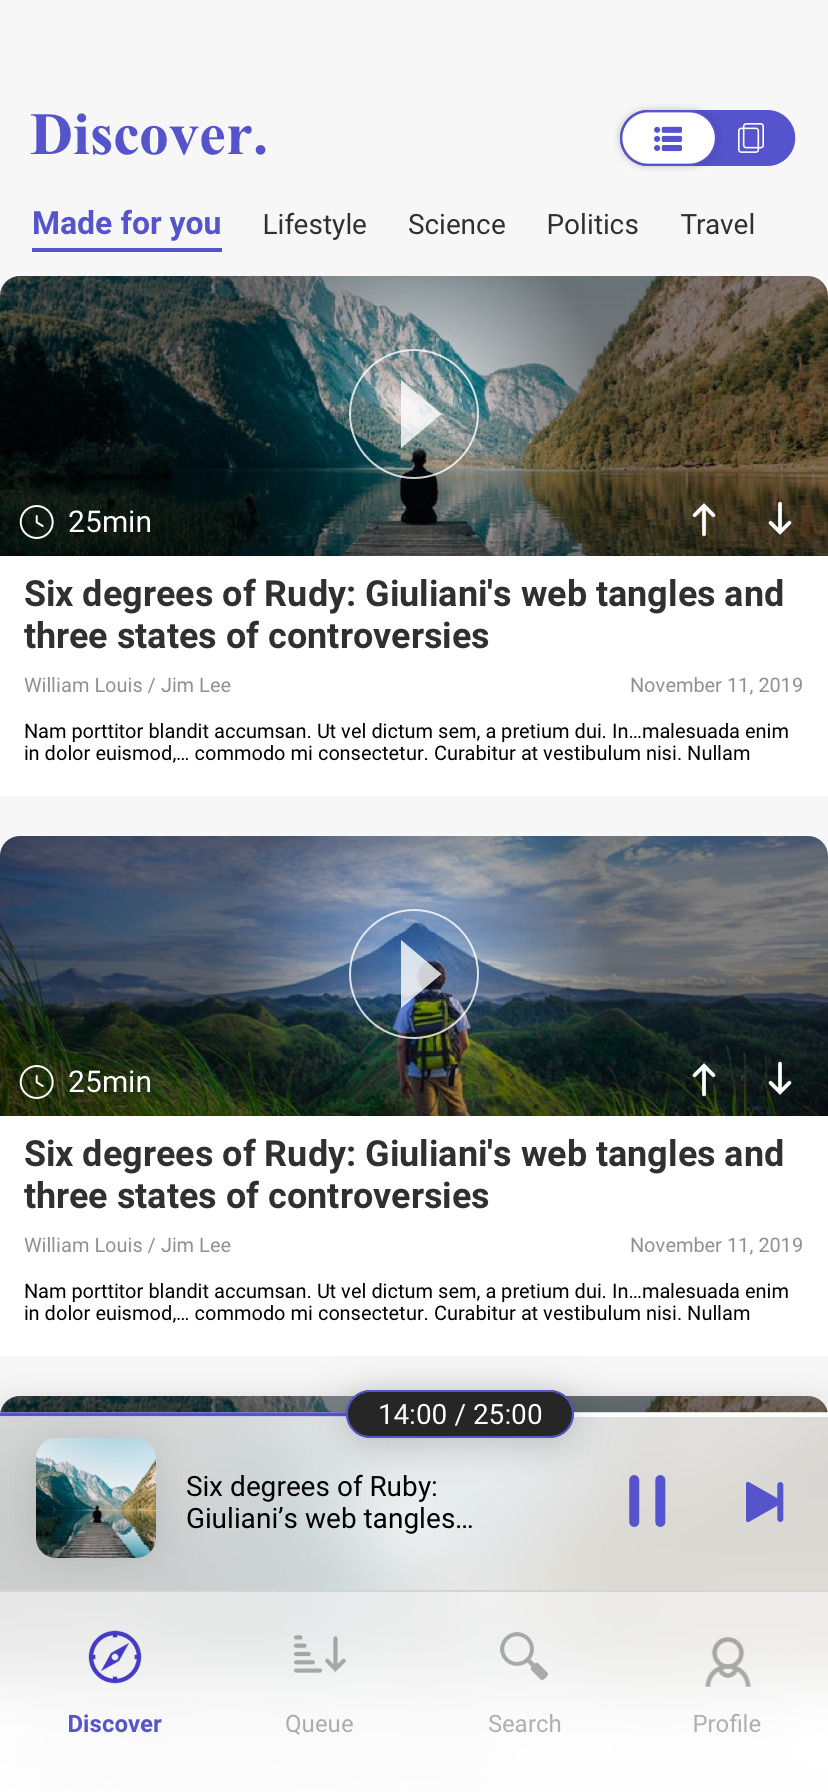 Discover.
Made for you Lifestyle Science Politics Travel
25min
Six degrees of Rudy: Giuliani's web tangles and
three states of controversies
William Louis / Jim Lee November 11, 2019
Nam porttitor blandit accumsan. Ut vel dictum sem, a pretium dui. In...malesuada enim
in dolor euismod,... commodo mi consectetur. Curabitur at vestibulum nisi. Nullam
25min
Six degrees of Rudy: Giuliani's web tangles and
three states of controversies
William Louis / Jim Lee November 11, 2019
Nam porttitor blandit accumsan. Ut vel dictum sem, a pretium dui. In...malesuada enim
in dolor euismod,... commodo mi consectetur. Curabitur at vestibulum nisi. Nullam
14:00 / 25:00
Six degrees of Ruby:
Giuliani’s web tangles...
Discover Queue Search Profile